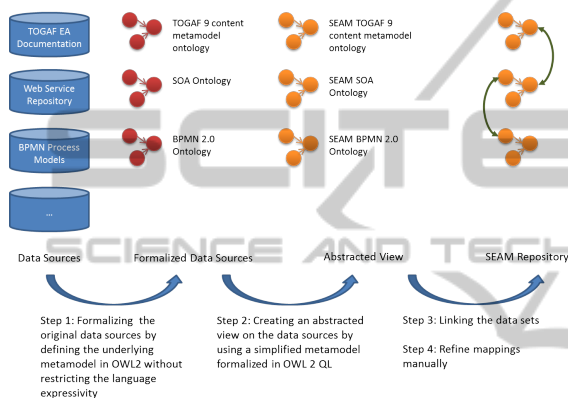 TOGAF EA
Documentation
TOGAF 9 content
metamodel
ontology
SEAM TOGAF 9
content metamodel
ontology
Web Service
Repository
SOA Ontology
SEAM SOA
Ontology
BPMN Process
Models
BPMN 2.0
Ontology
SEAM BPMN 2.0
Ontology
...
SCITE
SCIENCE AND TECH
Data Sources
Formalized Data Sources
Abstracted View
SEAM Repository
Step 1: Formalizing the
original data sources by
defining the underlying
metamodel in OWL2 without
restricting the language
expressivity
Step 2: Creating an abstracted
view on the data sources by
using a simplified metamodel
formalized in OWL 2 QL
Step 3: Linking the data sets
Step 4: Refine mappings
manually